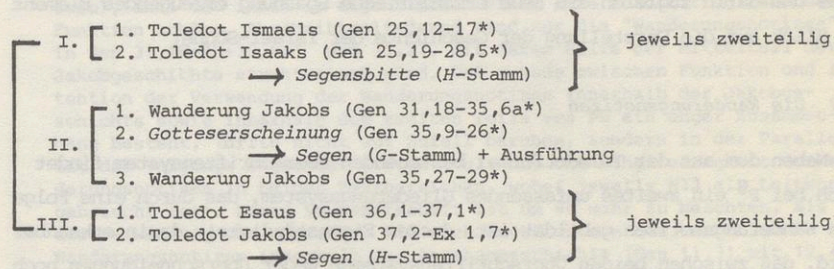 I. 1. Toledot Ismaels (Gen 25,12-17*)
2. Toledot Isaaks (Gen 25,19-28,5*)
jeweils zweiteilig
→ Segensbitte (H-Stamm)
II. 1. Wanderung Jakobs (Gen 31,18-35,6a*)
2. Gotteserscheinung (Gen 35,9-26*)
→ Segen (G-Stamm) + Ausführung
3. Wanderung Jakobs (Gen 35,27-29*)
III. 1. Toledot Esaus (Gen 36,1-37,1*)
2. Toledot Jakobs (Gen 37,2-Ex 1,7*)
jeweils zweiteilig
→ Segen (H-Stamm)